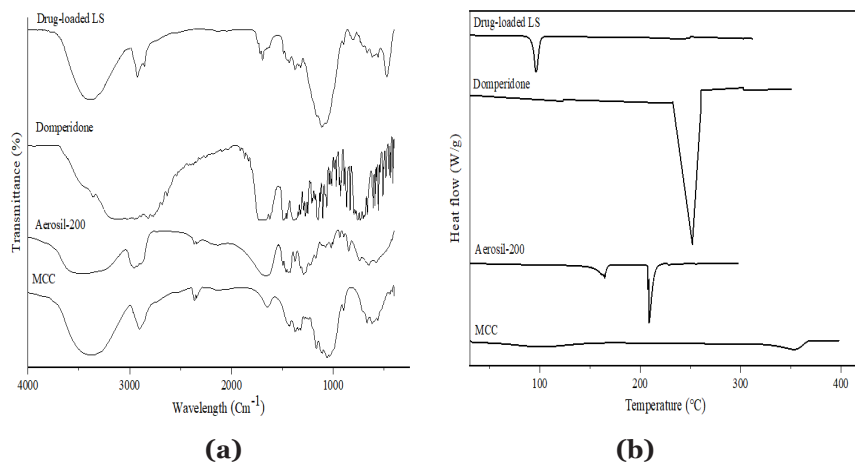 Drug-loaded LS
Domperidone
Aerosil-200
MCC
Transmittance (%)
4000 3000 2000 1000
Wavelength (Cm-1)
(a)
Drug-loaded LS
Domperidone
Aerosil-200
MCC
Heat flow (W/g)
100 200 300 400
Temperature (°C)
(b)